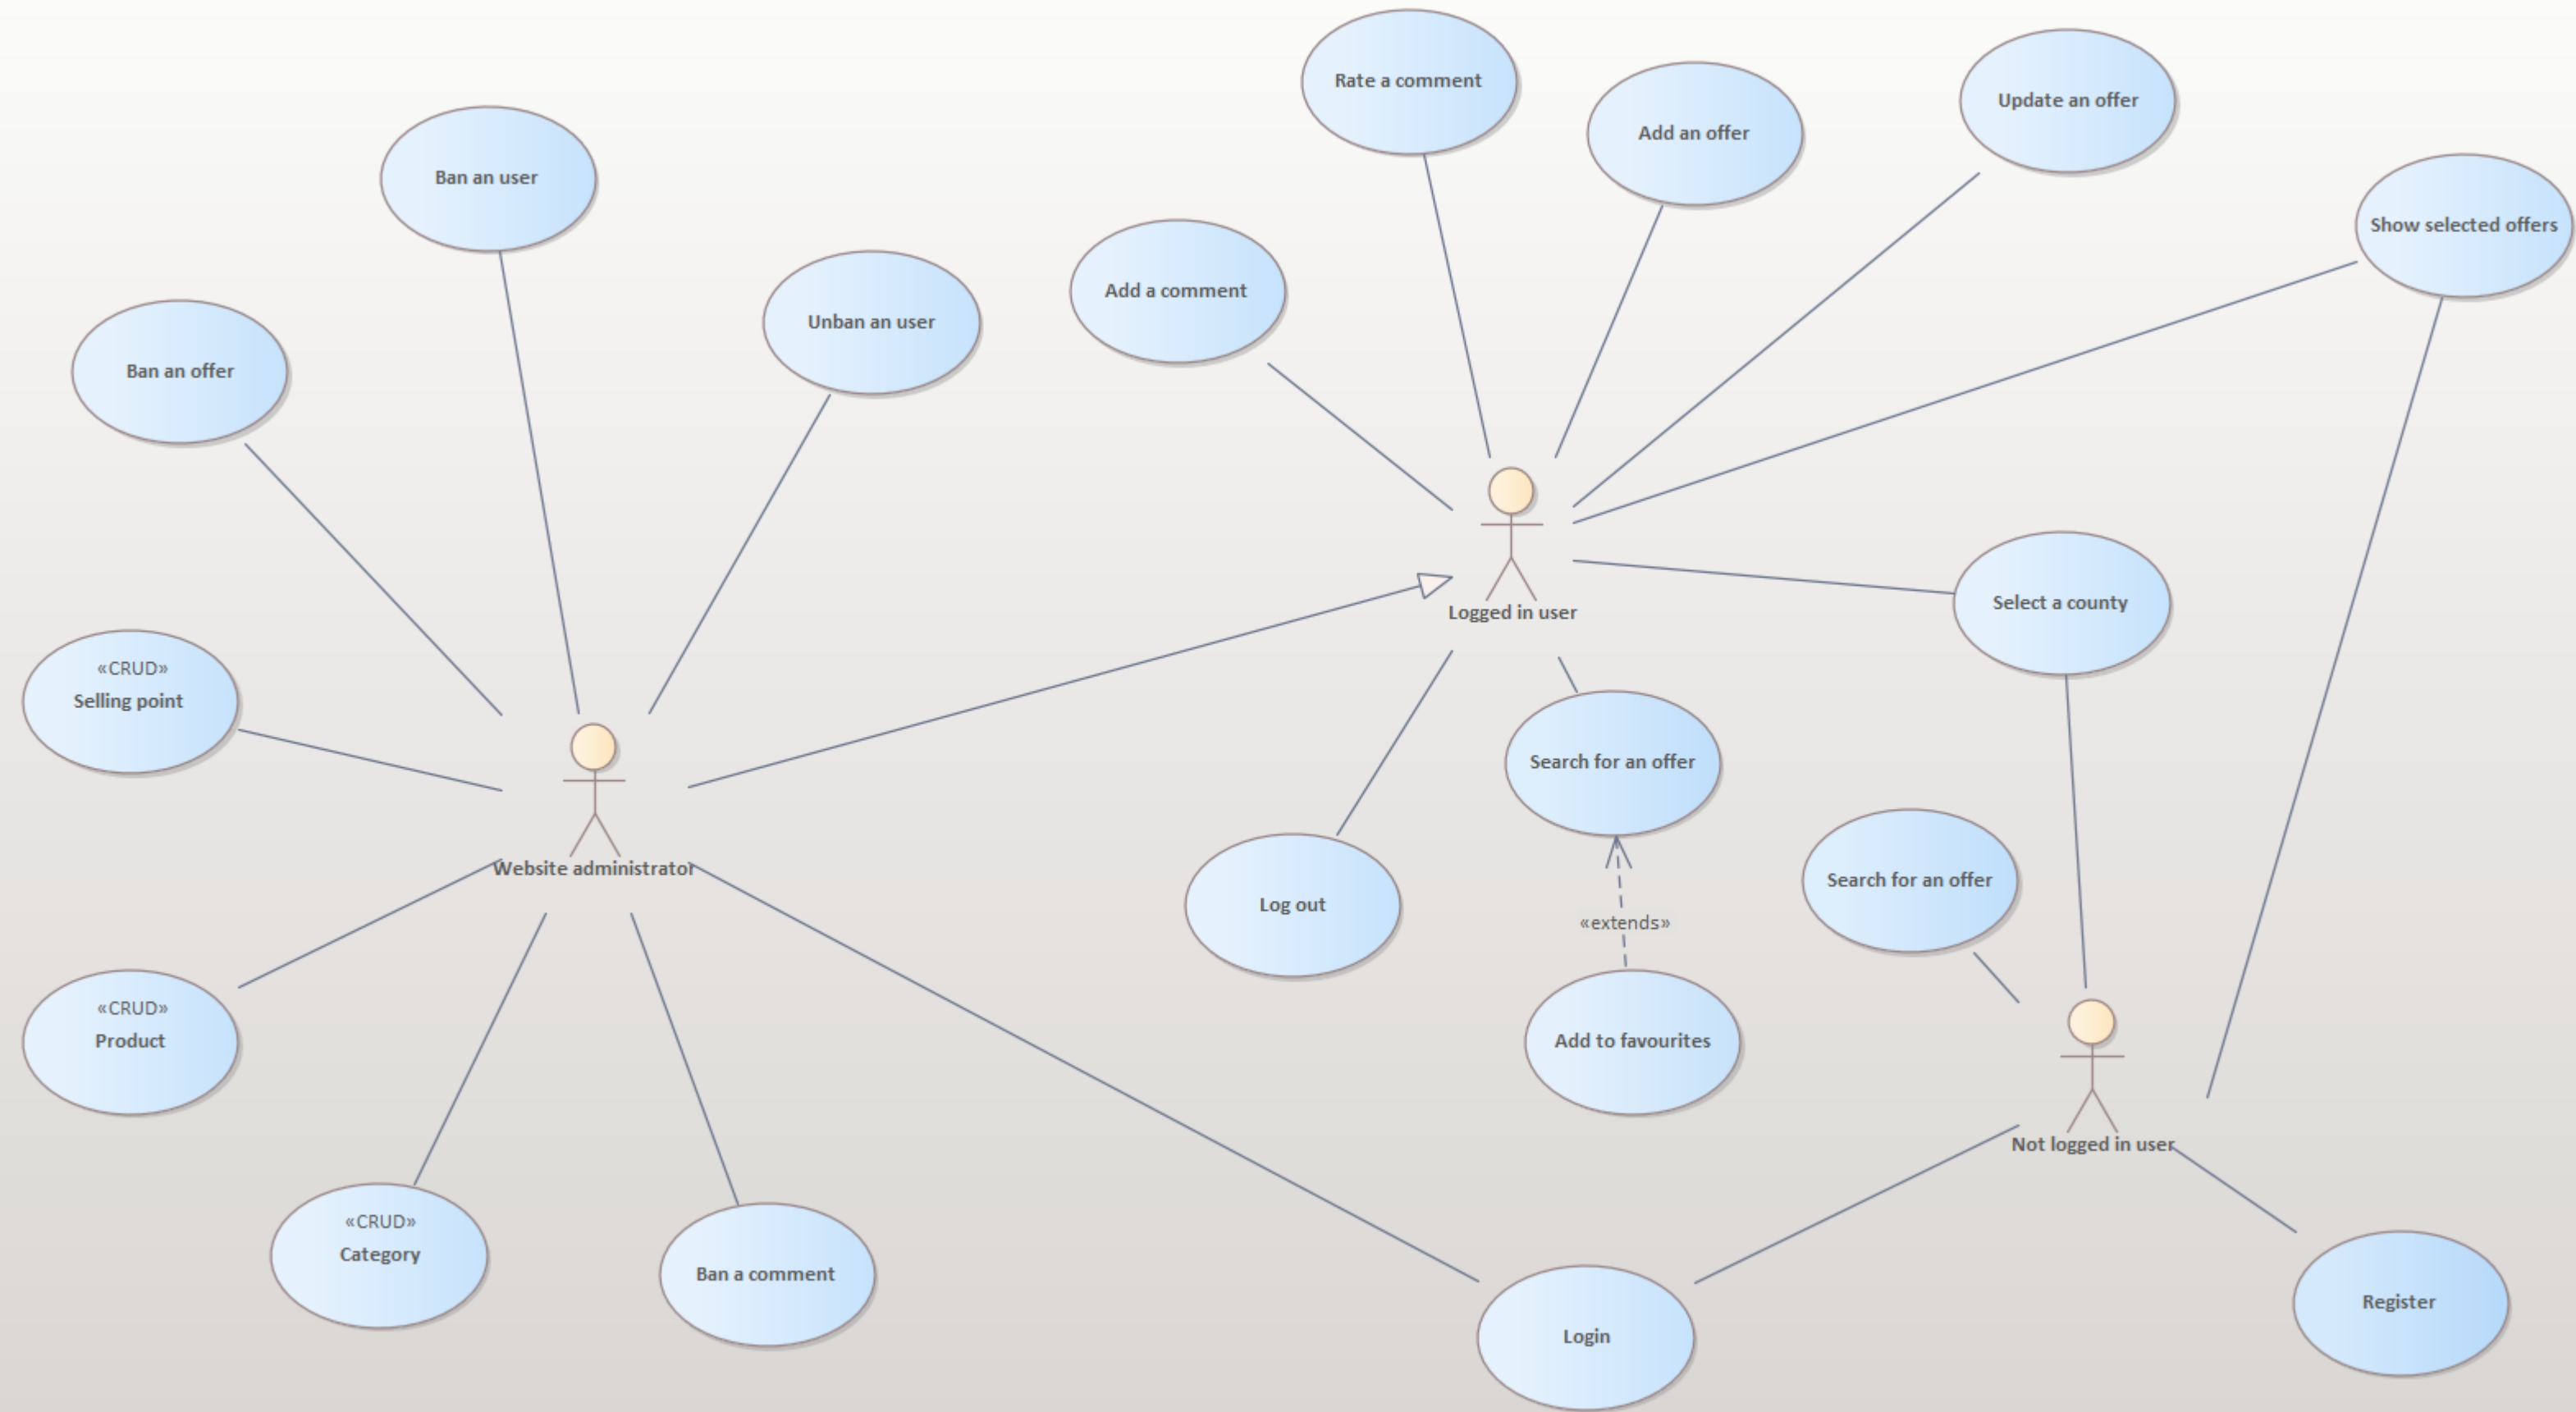 Rate a comment
Add an offer
Update an offer
Ban an user
Show selected offers
Add a comment
Unban an user
Ban an offer
Logged in user
Select a county
«CRUD»
Selling point
Search for an offer
Website administrator
Search for an offer
Log out
«extends»
«CRUD»
Product
Add to favourites
Not logged in user
«CRUD»
Category
Ban a comment
Register
Login